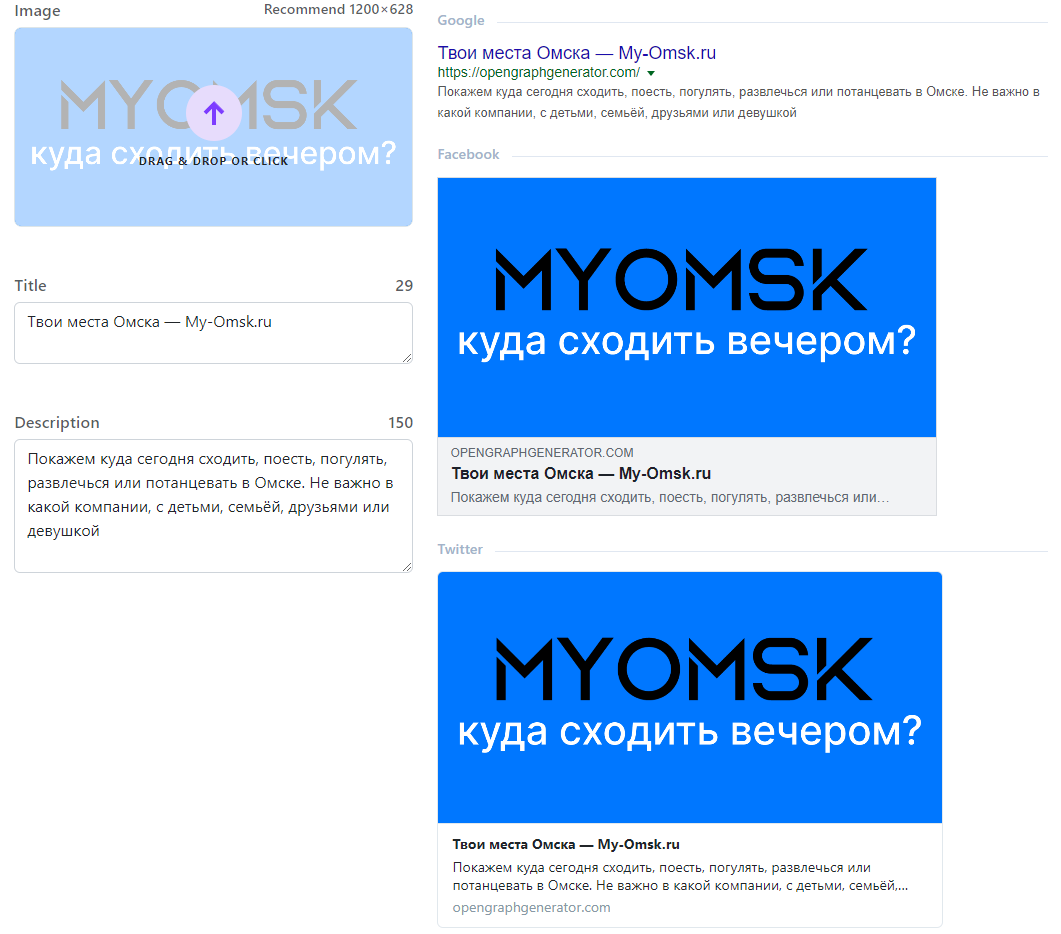 Image
Recommend 1200×628
MYOMSK
куда сходить вечером?
DRAG & DROP OR CLICK
Title
29
Твои места Омска — My-Omsk.ru
Description
150
Покажем куда сегодня сходить, поесть, погулять,
развлечься или потанцевать в Омске. Не важно в
какой компании, с детьми, семьёй, друзьями или
девушкой
Google
Твои места Омска — My-Omsk.ru
https://opengraphgenerator.com/
Покажем куда сегодня сходить, поесть, погулять, развлечься или потанцевать в Омске. Не важно в
какой компании, с детьми, семьёй, друзьями или девушкой
Facebook
MYOMSK
куда сходить вечером?
OPENGRAPHGENERATOR.COM
Твои места Омска — My-Omsk.ru
Покажем куда сегодня сходить, поесть, погулять, развлечься или…
Twitter
MYOMSK
куда сходить вечером?
Твои места Омска — My-Omsk.ru
Покажем куда сегодня сходить, поесть, погулять, развлечься или
потанцевать в Омске. Не важно в какой компании, с детьми, семьёй,…
opengraphgenerator.com